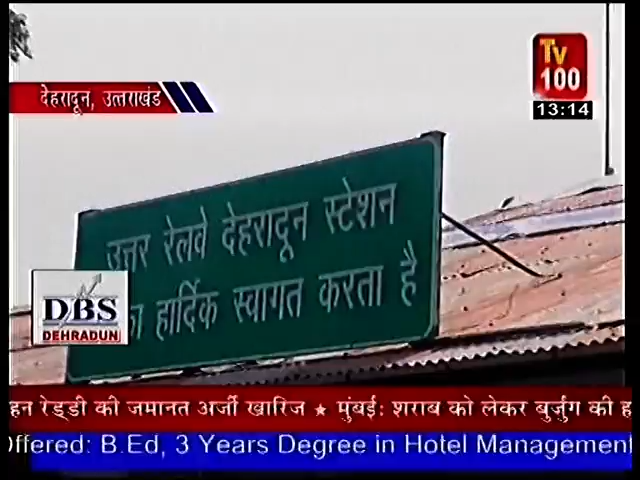 Tv
100
13:14
देहरादून, उत्तराखंड
उत्तर रेलवे देहरादून स्टेशन
का हार्दिक स्वागत करता है
DBS
DEHRADUN
हन रेड्डी की जमानत अर्जी खारिज ★ मुंबई: शराब को लेकर बुर्जुग की ह
Offered: B.Ed, 3 Years Degree in Hotel Management